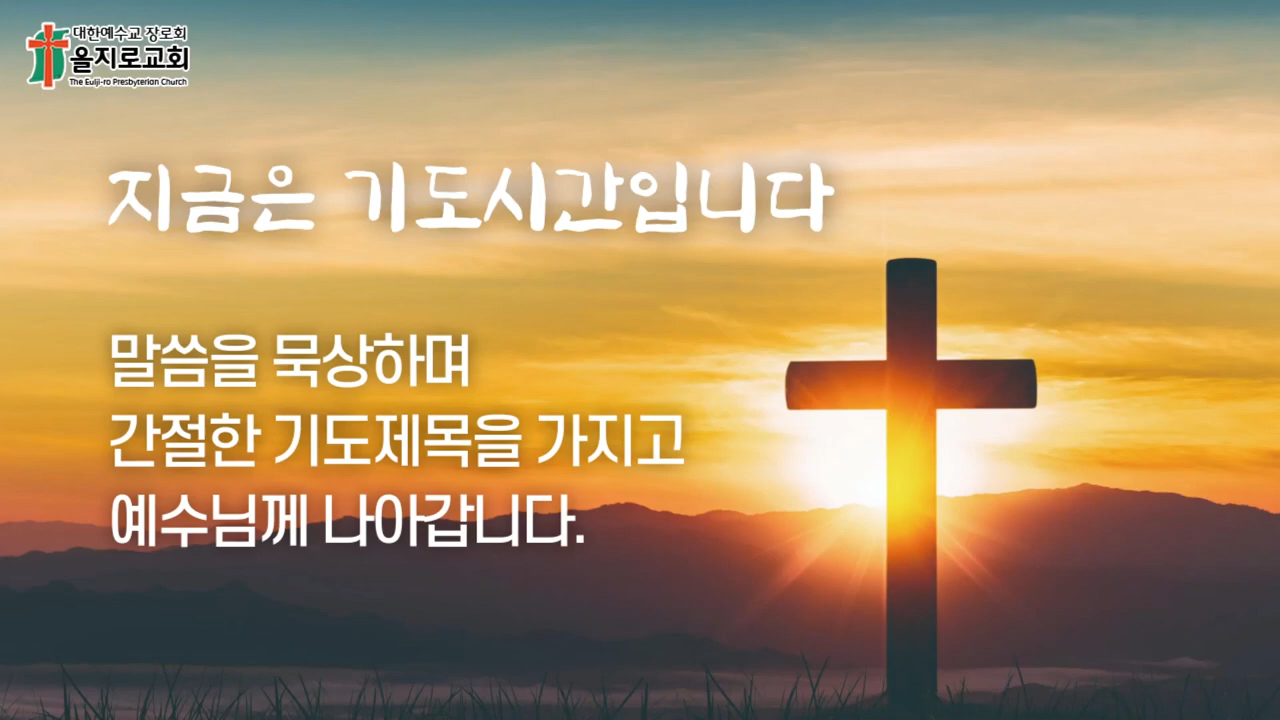 대한예수교 장로회
을지로교회
The Eulji-ro Presbyterian Church
지금은 기도시간입니다
말씀을 묵상하며
간절한 기도제목을 가지고
예수님께 나아갑니다.